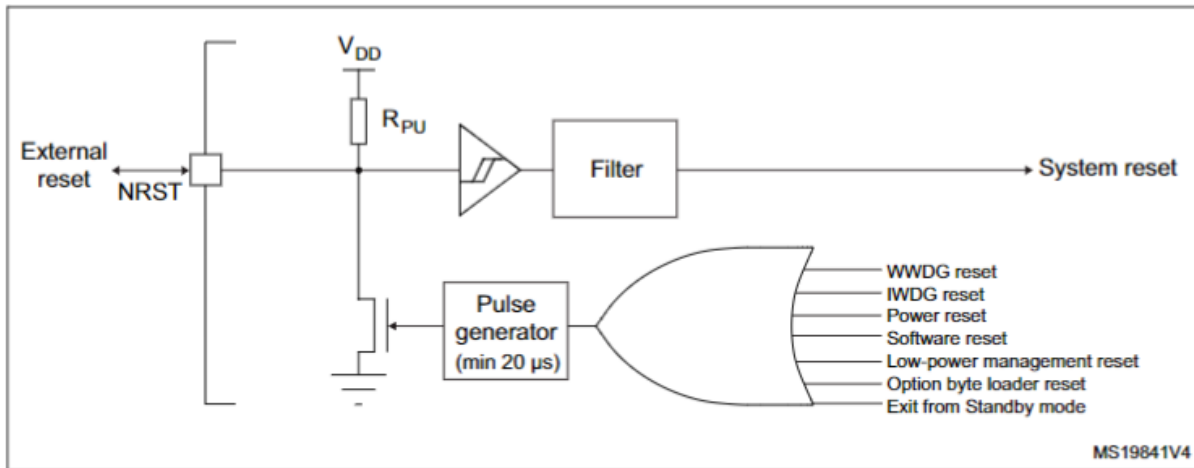 VDD
RPU
External
reset
NRST
Filter
System reset
Pulse
generator
(min 20 µs)
WWDG reset
IWDG reset
Power reset
Software reset
Low-power management reset
Option byte loader reset
Exit from Standby mode
MS19841V4